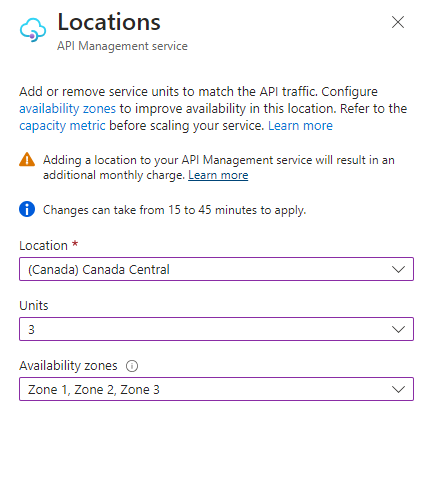 Locations
API Management service
Add or remove service units to match the API traffic. Configure
availability zones to improve availability in this location. Refer to the
capacity metric before scaling your service. Learn more
Adding a location to your API Management service will result in an
additional monthly charge. Learn more
Changes can take from 15 to 45 minutes to apply.
Location *
(Canada) Canada Central
Units
3
Availability zones
Zone 1, Zone 2, Zone 3